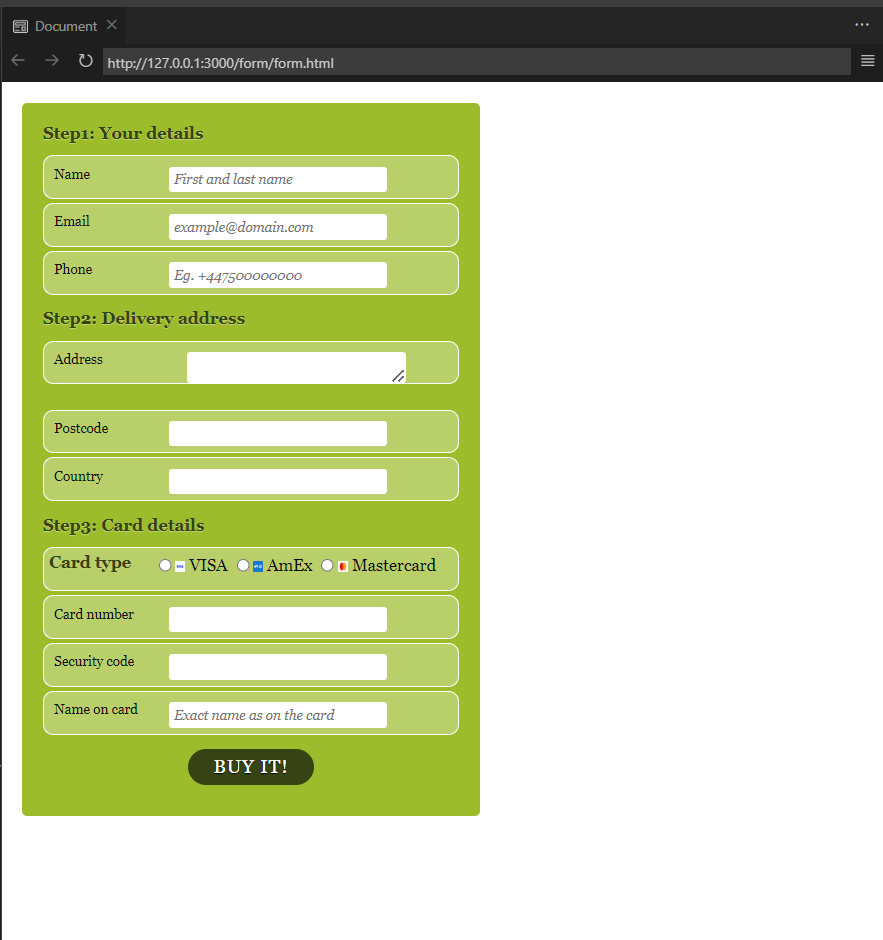 Document
http://127.0.0.1:3000/form/form.html
Step1: Your details
Name First and last name
Email example@domain.com
Phone Eg. +447500000000
Step2: Delivery address
Address
Postcode
Country
Step3: Card details
Card type VISA AmEx Mastercard
Card number
Security code
Name on card Exact name as on the card
BUY IT!